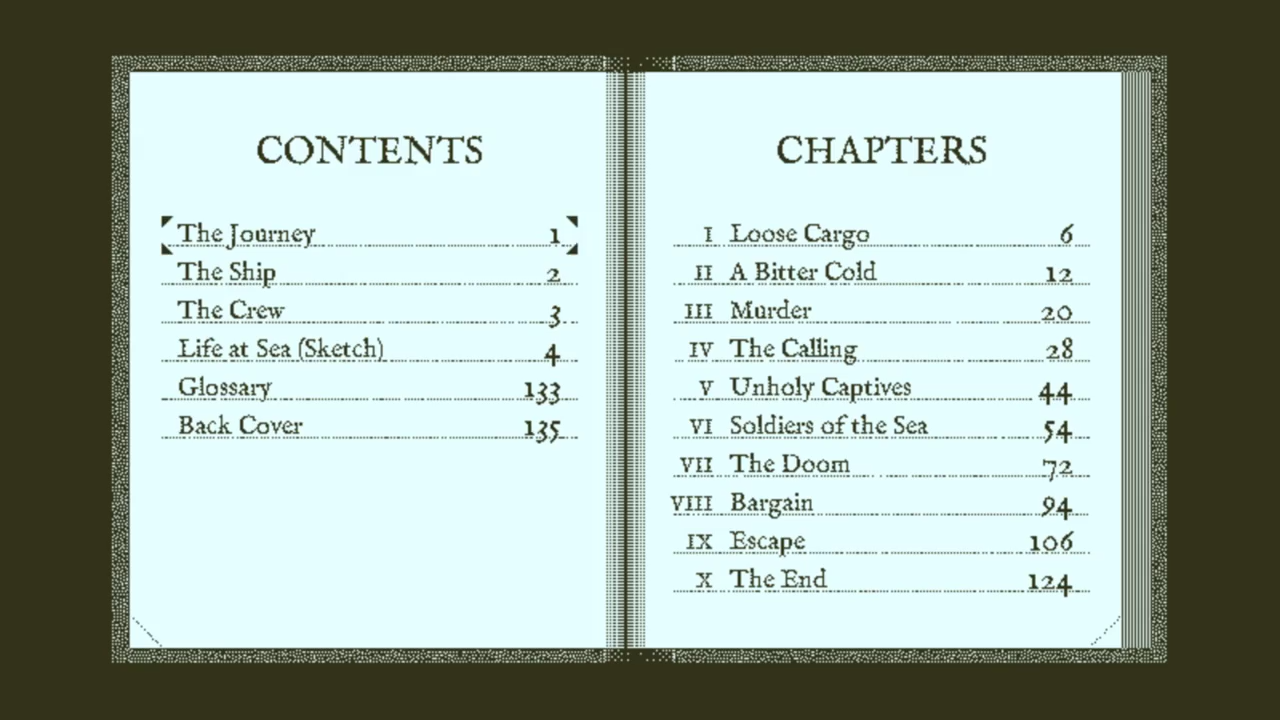 CONTENTS
The Journey 1
The Ship 2
The Crew 3
Life at Sea (Sketch) 4
Glossary 133
Back Cover 135
CHAPTERS
I Loose Cargo 6
II A Bitter Cold 12
III Murder 20
IV The Calling 28
V Unholy Captives 44
VI Soldiers of the Sea 54
VII The Doom 72
VIII Bargain 94
IX Escape 106
X The End 124